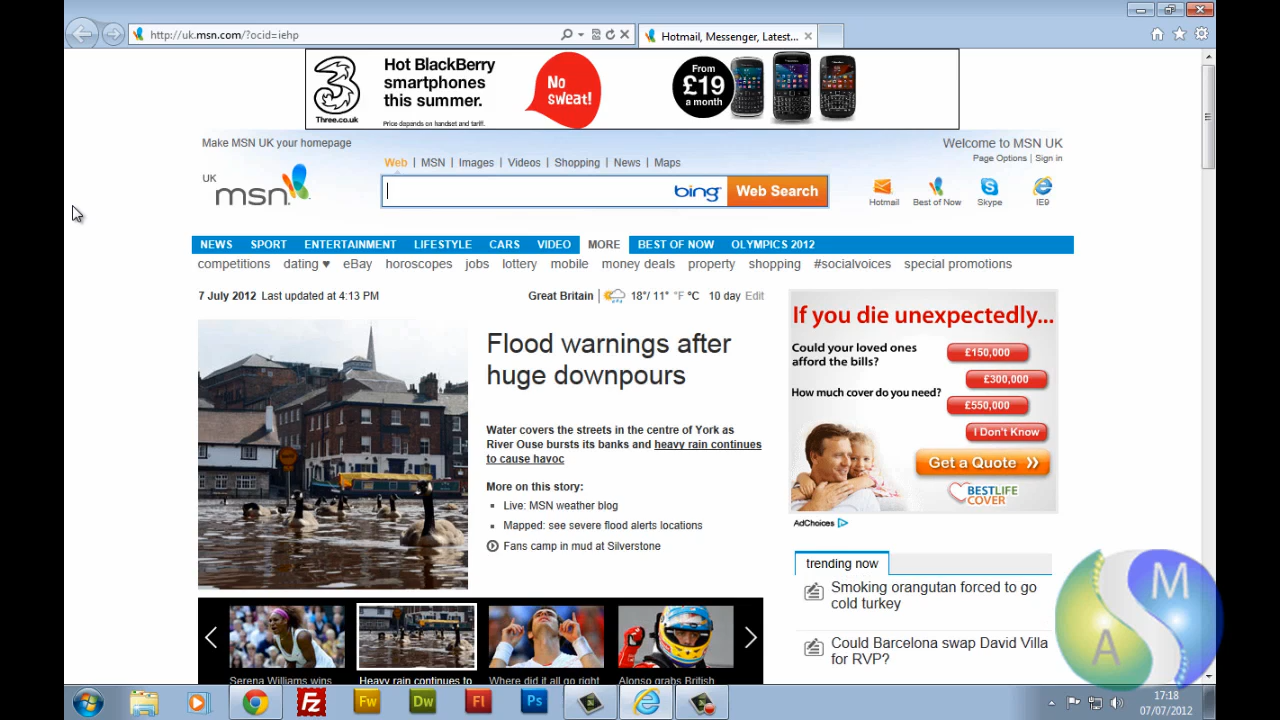 http://uk.msn.com/?ocid=iehp
Hotmail, Messenger, Latest...
Three.co.uk
Hot BlackBerry
smartphones
this summer.
Price depends on handset and tariff.
No
sweat!
From
£19
a month
Make MSN UK your homepage
Welcome to MSN UK
Page Options | Sign in
Web | MSN | Images | Videos | Shopping | News | Maps
UK
msn
bing
Web Search
Hotmail
Best of Now
Skype
IE9
NEWS SPORT ENTERTAINMENT LIFESTYLE CARS VIDEO MORE BEST OF NOW OLYMPICS 2012
competitions dating ♥ eBay horoscopes jobs lottery mobile money deals property shopping #socialvoices special promotions
7 July 2012 Last updated at 4:13 PM
Great Britain | 18°/ 11° °F °C 10 day Edit
Flood warnings after
huge downpours
Water covers the streets in the centre of York as
River Ouse bursts its banks and heavy rain continues
to cause havoc
More on this story:
Live: MSN weather blog
Mapped: see severe flood alerts locations
Fans camp in mud at Silverstone
If you die unexpectedly...
Could your loved ones
afford the bills?
How much cover do you need?
£150,000
£300,000
£550,000
I Don't Know
Get a Quote
BESTLIFE
COVER
AdChoices
trending now
Smoking orangutan forced to go
cold turkey
Could Barcelona swap David Villa
for RVP?
Serena Williams wins
Heavy rain continues to
Where did it all go right
Alonso grabs British
A S M
Fz
Fw
Dw
Fl
Ps
17:18
07/07/2012